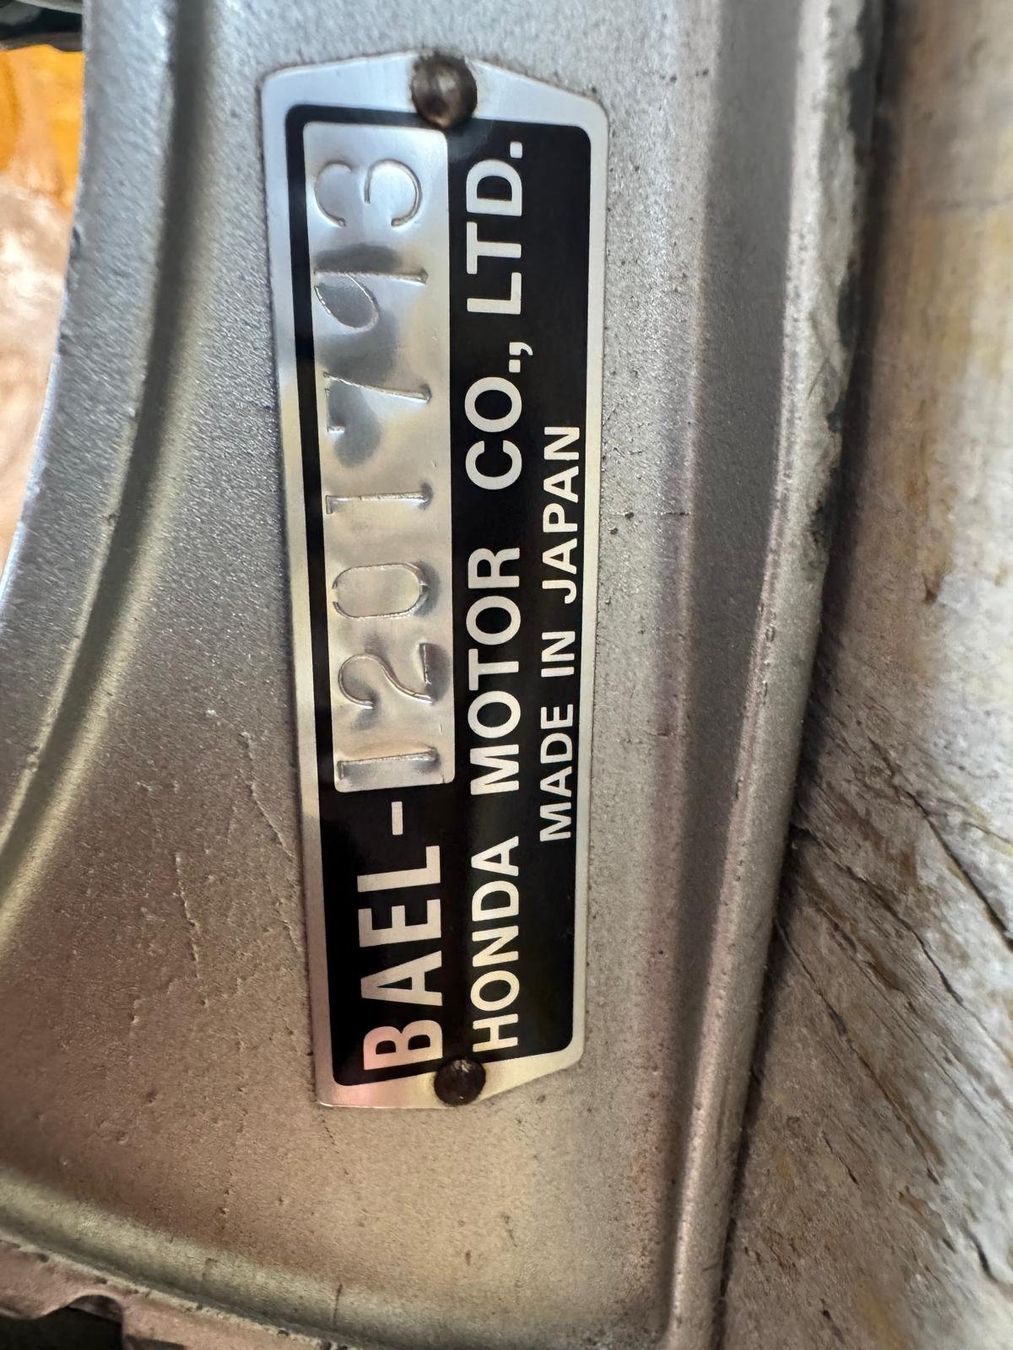 BAEL-1201793
HONDA MOTOR CO., LTD.
MADE IN JAPAN